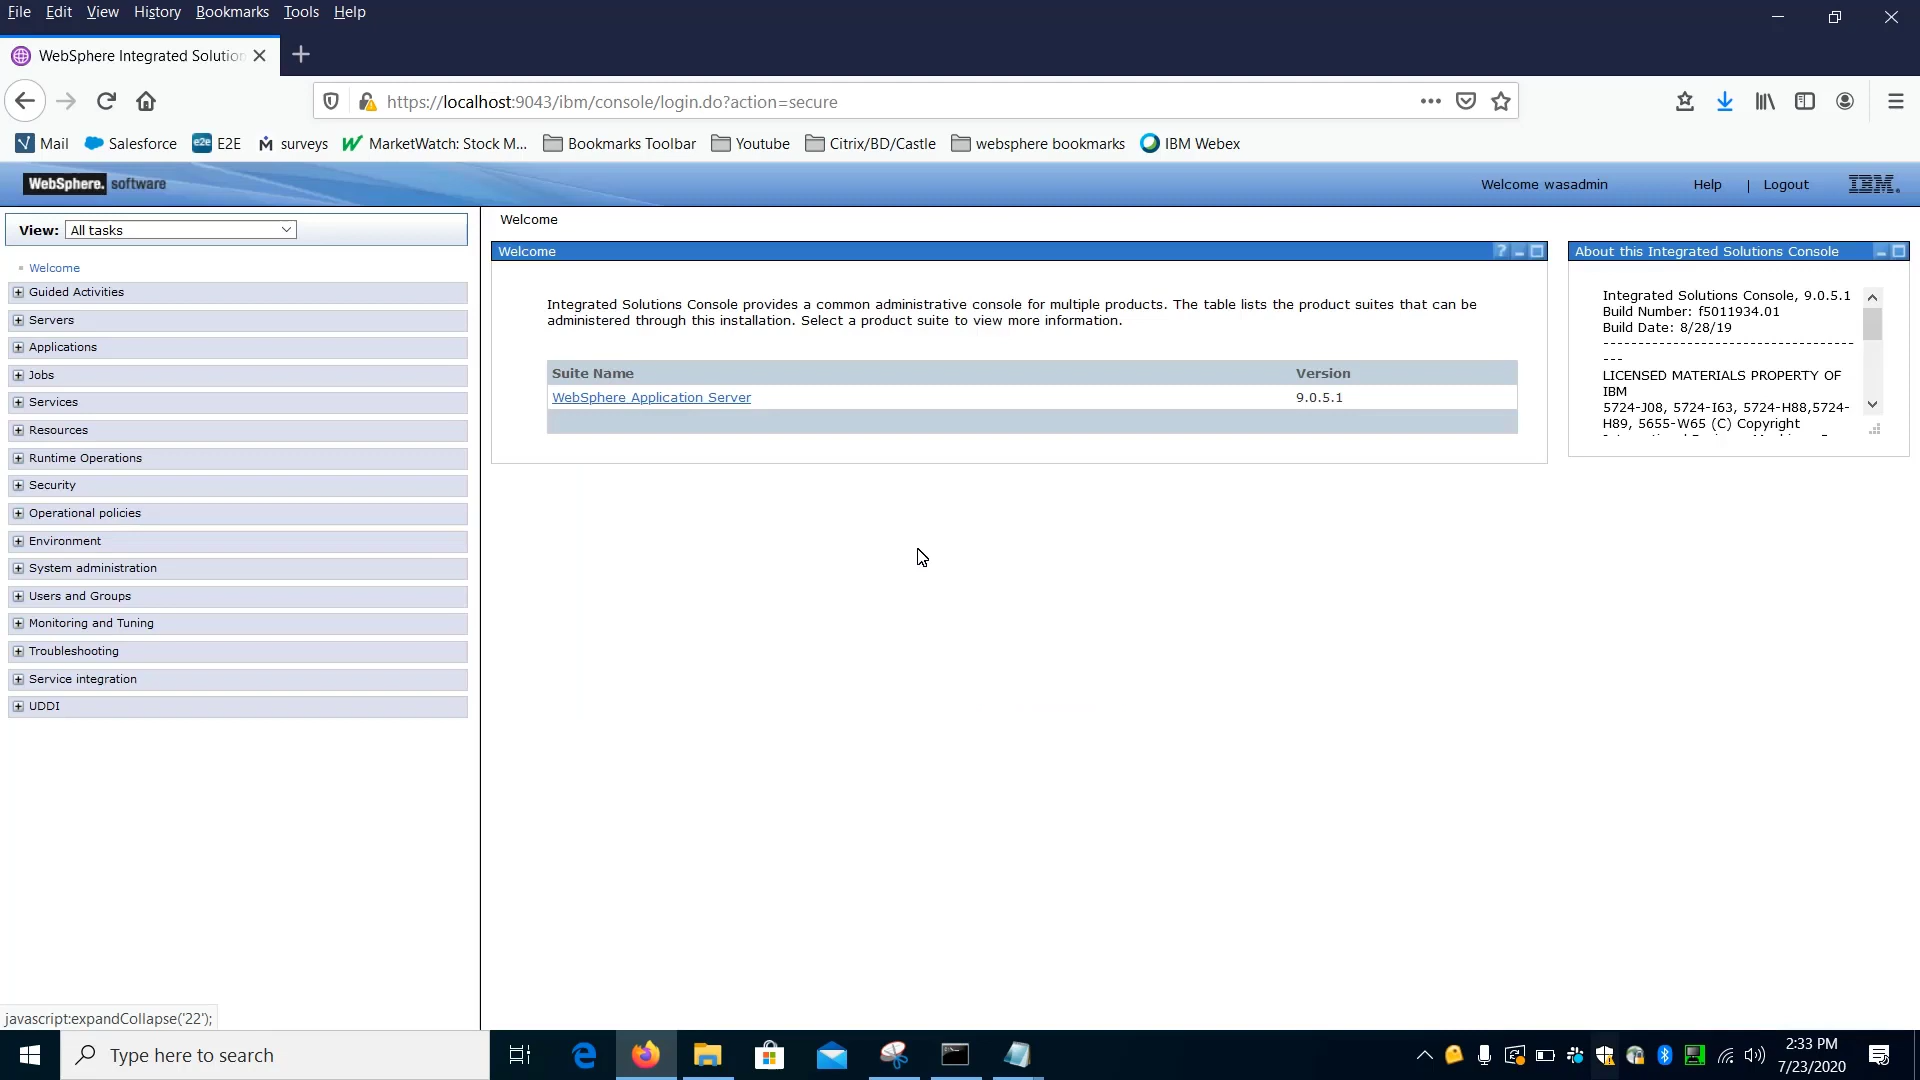 File Edit View History Bookmarks Tools Help
WebSphere Integrated Solution
https://localhost:9043/ibm/console/login.do?action=secure
Mail Salesforce E2E surveys MarketWatch: Stock M... Bookmarks Toolbar Youtube Citrix/BD/Castle websphere bookmarks IBM Webex
WebSphere. software Welcome wasadmin Help | Logout IBM.
View: All tasks
Welcome
Guided Activities
Servers
Applications
Jobs
Services
Resources
Runtime Operations
Security
Operational policies
Environment
System administration
Users and Groups
Monitoring and Tuning
Troubleshooting
Service integration
UDDI
Welcome
Welcome
Integrated Solutions Console provides a common administrative console for multiple products. The table lists the product suites that can be
administered through this installation. Select a product suite to view more information.
Suite Name Version
WebSphere Application Server 9.0.5.1
About this Integrated Solutions Console
Integrated Solutions Console, 9.0.5.1
Build Number: f5011934.01
Build Date: 8/28/19
-------------------------------------
---
LICENSED MATERIALS PROPERTY OF
IBM
5724-J08, 5724-I63, 5724-H88,5724-
H89, 5655-W65 (C) Copyright
javascript:expandCollapse('22');
Type here to search
2:33 PM
7/23/2020